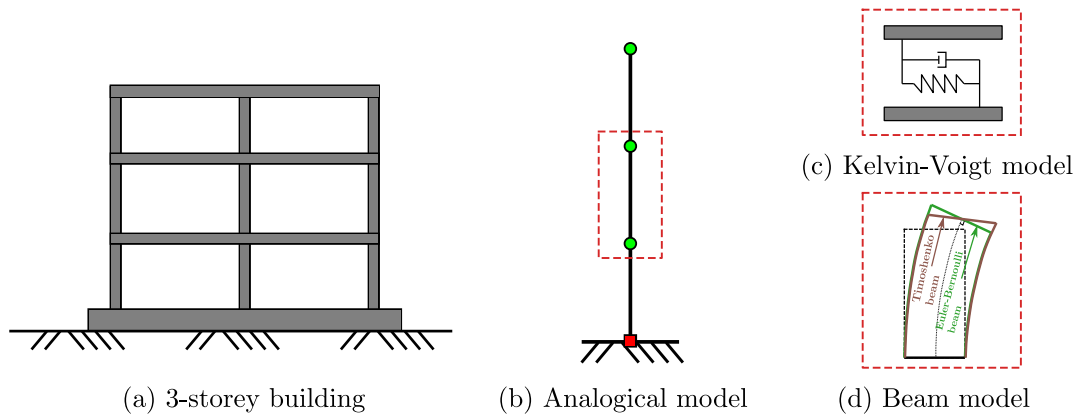 (c) Kelvin-Voigt model
Timoshenko
beam
Euler-Bernoulli
beam
(a) 3-storey building
(b) Analogical model
(d) Beam model